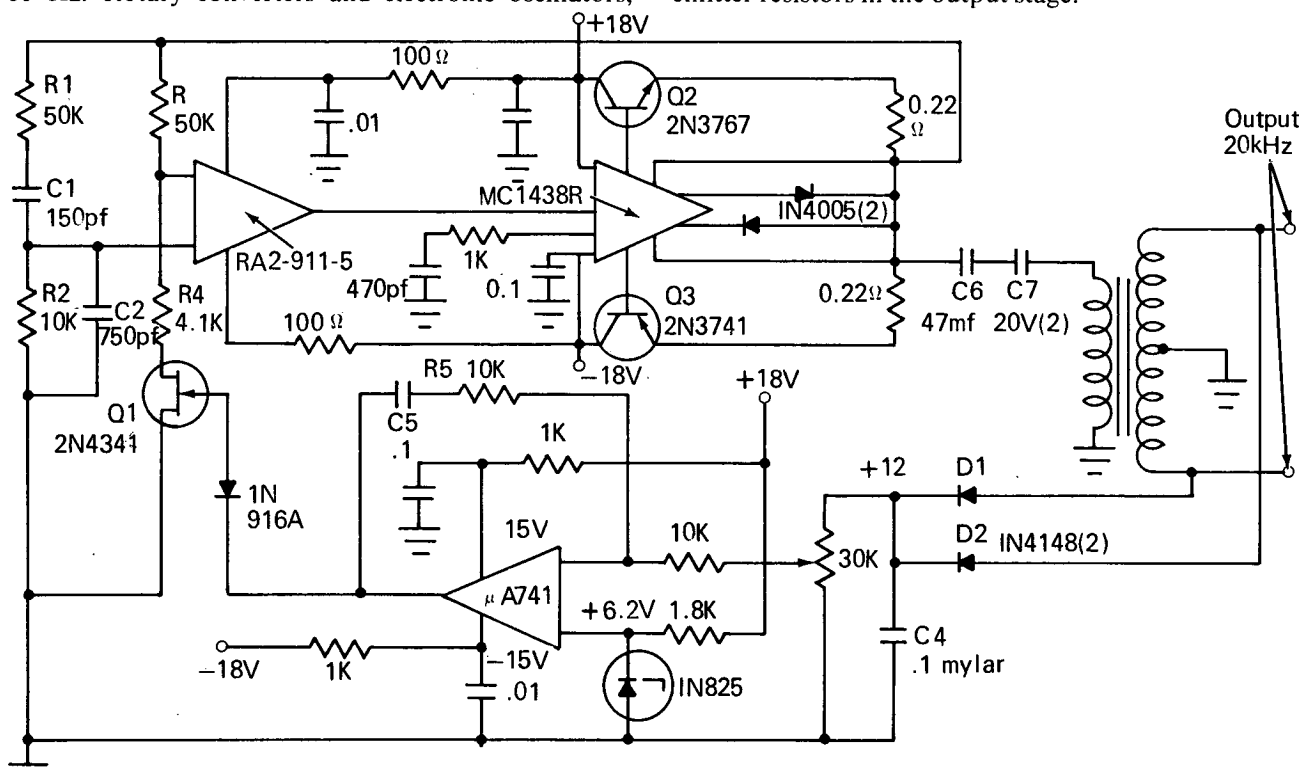 emitter resistors in the output stage.
+18V
100 Ω
R1
50K
R
50K
.01
Q2
2N3767
0.22
Ω
Output
20kHz
C1
150pf
MC1438R
IN4005(2)
RA2-911-5
1K
470pf
0.1
R2
10K
C2
750pf
R4
4.1K
100 Ω
Q3
2N3741
0.22Ω
C6
C7
47mf
20V(2)
−18V
+18V
R5 10K
C5
.1
Q1
2N4341
1K
+12
D1
1N
916A
15V
10K
30K
D2
IN4148(2)
μ A741
+6.2V
1.8K
C4
.1 mylar
−18V
1K
−15V
.01
IN825